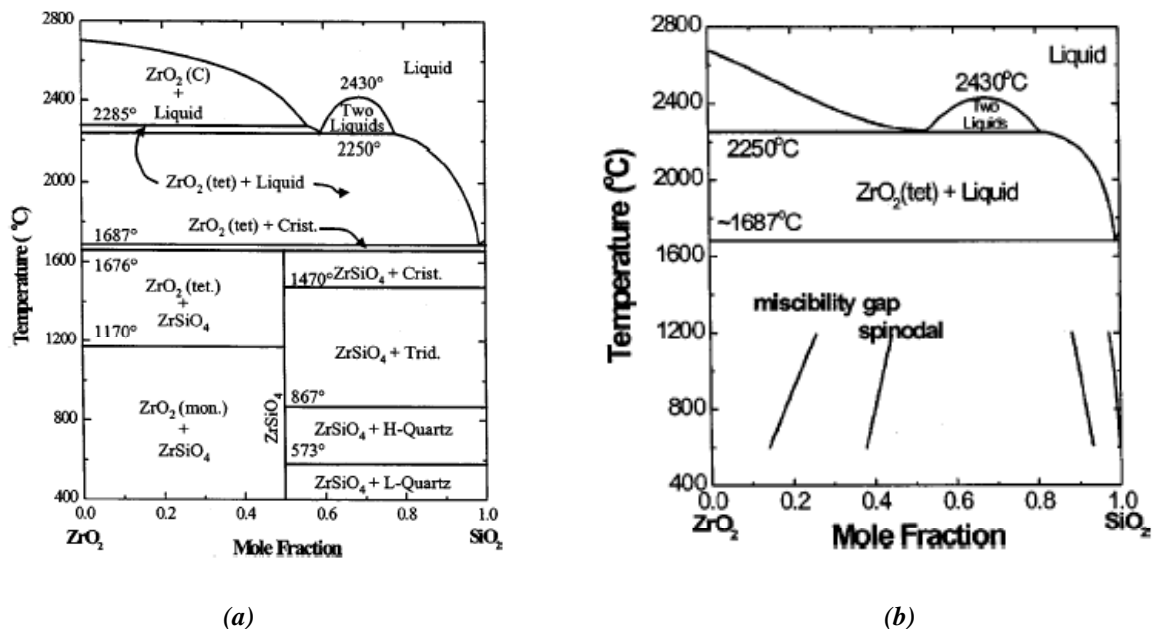 2800
2400
2000
1600
1200
800
400
Temperature ( °C)
ZrO₂ (C)
+
Liquid
2285°
2430°
Liquid
Two
Liquids
2250°
ZrO₂ (tet) + Liquid
ZrO₂ (tet) + Crist.
1687°
1676°
ZrO₂ (tet.)
+
ZrSiO₄
1170°
1470°
ZrSiO₄ + Crist.
ZrSiO₄ + Trid.
867°
ZrO₂ (mon.)
+
ZrSiO₄
ZrSiO₄
ZrSiO₄ + H-Quartz
573°
ZrSiO₄ + L-Quartz
0.0 0.2 0.4 0.6 0.8 1.0
ZrO₂ Mole Fraction SiO₂
(a)
2800
2400
2000
1600
1200
800
400
Temperature (°C)
Liquid
2430°C
Two
Liquids
2250°C
ZrO₂(tet) + Liquid
~1687°C
miscibility gap
spinodal
0.0 0.2 0.4 0.6 0.8 1.0
ZrO₂ Mole Fraction SiO₂
(b)